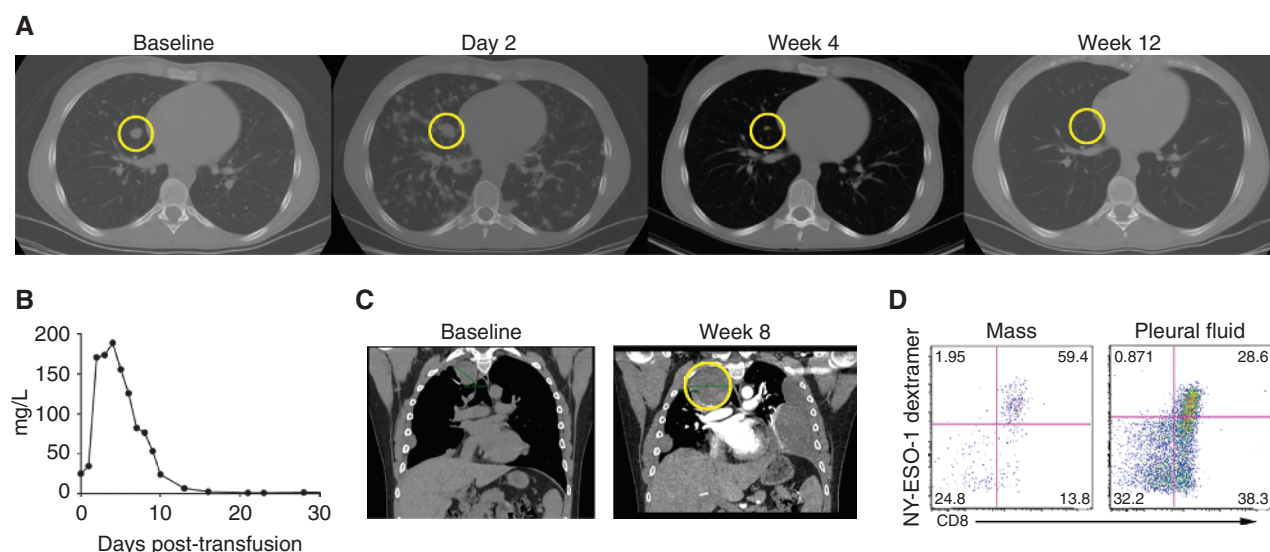 A
Baseline
Day 2
Week 4
Week 12
B
200
150
100
50
0
mg/L
0
10
20
30
Days post-transfusion
C
Baseline
Week 8
D
Mass
Pleural fluid
NY-ESO-1 dextramer
1.95
59.4
24.8
13.8
0.871
28.6
32.2
38.3
CD8